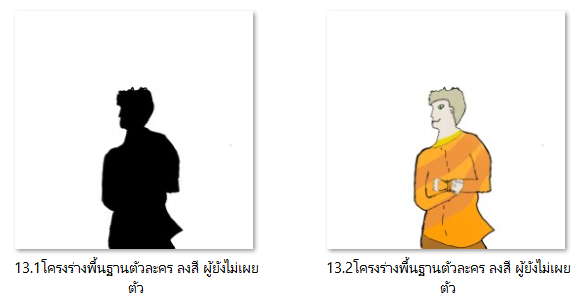 13.1โครงร่างพื้นฐานตัวละคร ลงสี ผู้ยังไม่เผย
ตัว
13.2โครงร่างพื้นฐานตัวละคร ลงสี ผู้ยังไม่เผย
ตัว